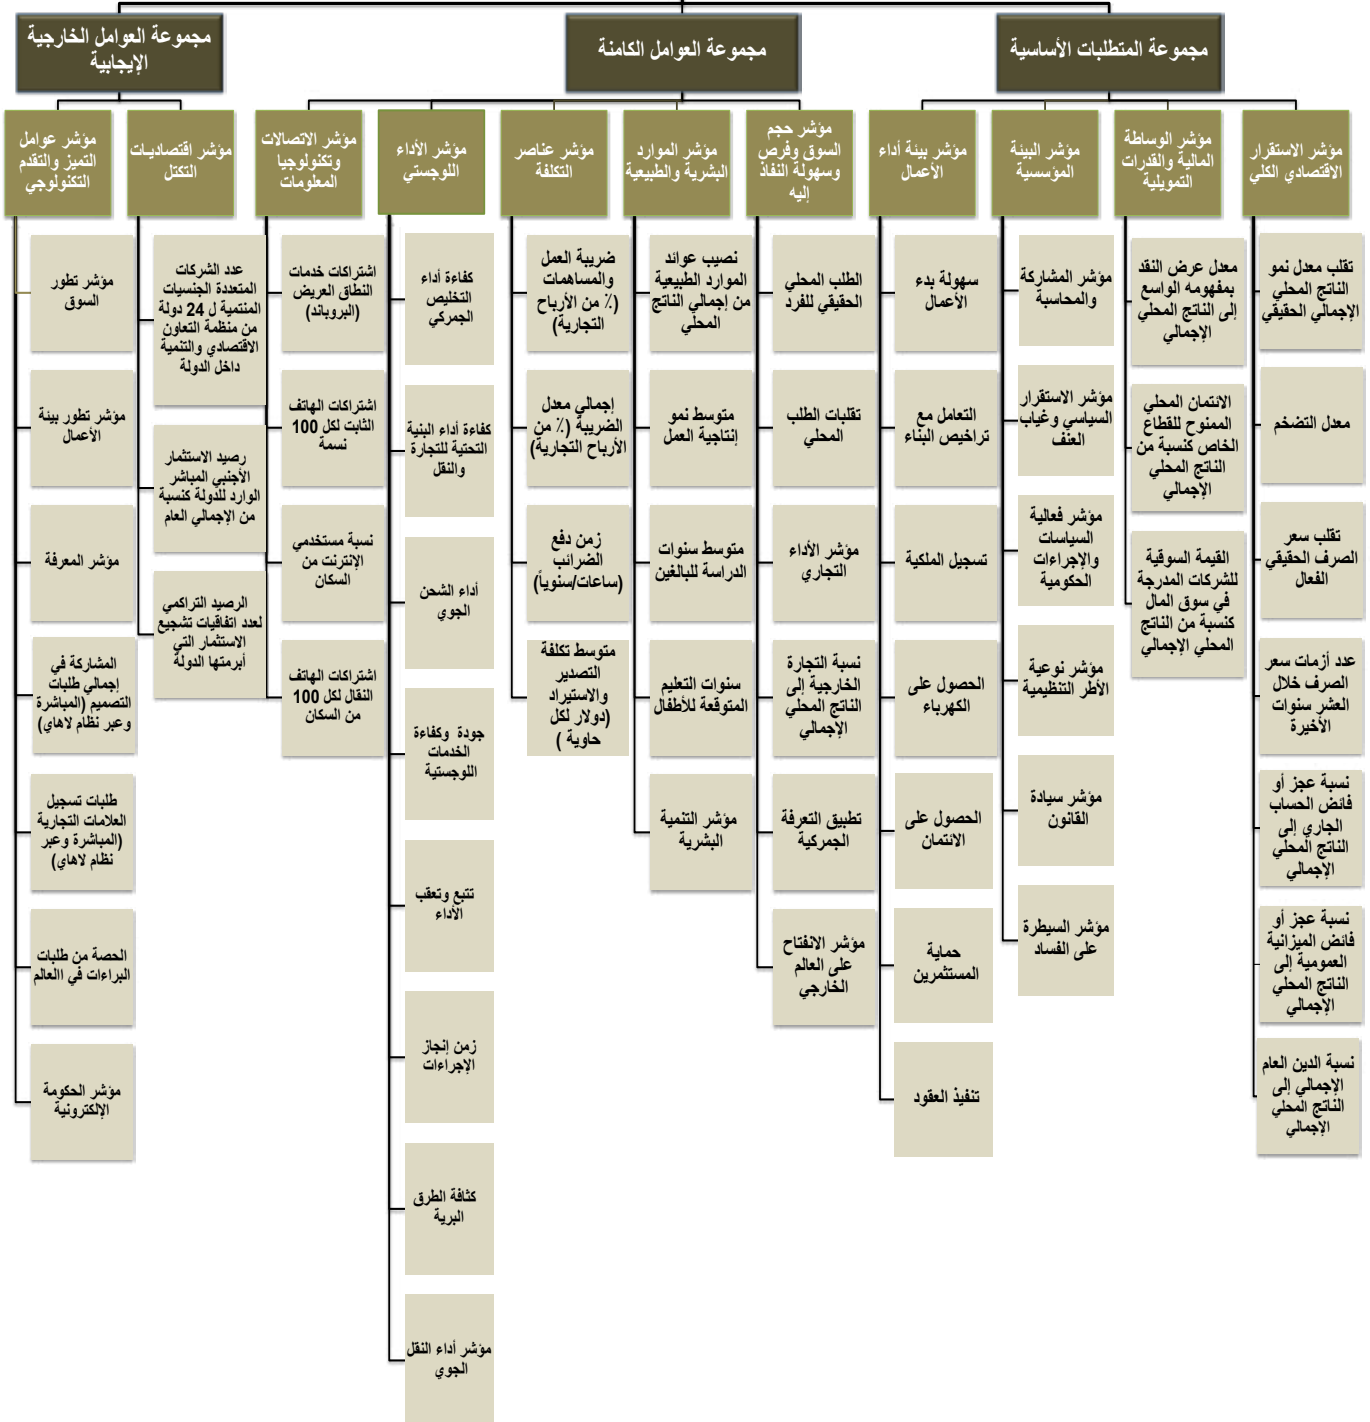 مجموعة المتطلبات الأساسية
مجموعة العوامل الكامنة
مجموعة العوامل الخارجية
الإيجابية
مؤشر الاستقرار
الاقتصادي الكلي
تقلب معدل نمو
الناتج المحلي
الإجمالي الحقيقي
معدل التضخم
تقلب سعر
الصرف الحقيقي
الفعال
عدد أزمات سعر
الصرف خلال
العشر سنوات
الأخيرة
نسبة عجز أو
فائض الحساب
الجاري إلى
الناتج المحلي
الإجمالي
نسبة عجز أو
فائض الميزانية
العمومية إلى
الناتج المحلي
الإجمالي
نسبة الدين العام
الإجمالي إلى
الناتج المحلي
الإجمالي
مؤشر الوساطة
المالية والقدرات
التمويلية
معدل عرض النقد
بمفهومه الواسع
إلى الناتج المحلي
الإجمالي
الائتمان المحلي
الممنوح للقطاع
الخاص كنسبة من
الناتج المحلي
الإجمالي
القيمة السوقية
للشركات المدرجة
في سوق المال
كنسبة من الناتج
المحلي الإجمالي
مؤشر البيئة
المؤسسية
مؤشر المشاركة
والمحاسبة
مؤشر الاستقرار
السياسي وغياب
العنف
مؤشر فعالية
السياسات
والإجراءات
الحكومية
مؤشر نوعية
الأطر التنظيمية
مؤشر سيادة
القانون
مؤشر السيطرة
على الفساد
مؤشر بيئة أداء
الأعمال
سهولة بدء
الأعمال
التعامل مع
تراخيص البناء
تسجيل الملكية
الحصول على
الكهرباء
الحصول على
الائتمان
حماية
المستثمرين
تنفيذ العقود
مؤشر حجم
السوق وفرص
وسهولة النفاذ
إليه
الطلب المحلي
الحقيقي للفرد
تقلبات الطلب
المحلي
مؤشر الأداء
التجاري
نسبة التجارة
الخارجية إلى
الناتج المحلي
الإجمالي
تطبيق التعرفة
الجمركية
مؤشر الانفتاح
على العالم
الخارجي
مؤشر الموارد
البشرية والطبيعية
نصيب عوائد
الموارد الطبيعية
من إجمالي الناتج
المحلي
متوسط نمو
إنتاجية العمل
متوسط سنوات
الدراسة للبالغين
سنوات التعليم
المتوقعة للأطفال
مؤشر التنمية
البشرية
مؤشر عناصر
التكلفة
ضريبة العمل
والمساهمات
(٪ من الأرباح
التجارية)
إجمالي معدل
الضريبة (٪ من
الأرباح التجارية)
زمن دفع
الضرائب
(ساعات/سنوياً)
متوسط تكلفة
التصدير
والاستيراد
(دولار لكل
حاوية )
مؤشر الأداء
اللوجستي
كفاءة أداء
التخليص
الجمركي
كفاءة أداء البنية
التحتية للتجارة
والنقل
أداء الشحن
الجوي
جودة وكفاءة
الخدمات
اللوجستية
تتبع وتعقب
الأداء
زمن إنجاز
الإجراءات
كثافة الطرق
البرية
مؤشر أداء النقل
الجوي
مؤشر الاتصالات
وتكنولوجيا
المعلومات
اشتراكات خدمات
النطاق العريض
(البروباند)
اشتراكات الهاتف
الثابت لكل 100
نسمة
نسبة مستخدمي
الإنترنت من
السكان
اشتراكات الهاتف
النقال لكل 100
من السكان
مؤشر اقتصاديات
التكتل
عدد الشركات
المتعددة الجنسيات
المنتمية ل 24 دولة
من منظمة التعاون
الاقتصادي والتنمية
داخل الدولة
رصيد الاستثمار
الأجنبي المباشر
الوارد للدولة كنسبة
من الإجمالي العام
الرصيد التراكمي
لعدد اتفاقيات تشجيع
الاستثمار التي
أبرمتها الدولة
مؤشر عوامل
التميز والتقدم
التكنولوجي
مؤشر تطور
السوق
مؤشر تطور بيئة
الأعمال
مؤشر المعرفة
المشاركة في
إجمالي طلبات
التصميم (المباشرة
وعبر نظام لاهاي)
طلبات تسجيل
العلامات التجارية
(المباشرة وعبر
نظام لاهاي)
الحصة من طلبات
البراءات في االعالم
مؤشر الحكومة
الإلكترونية